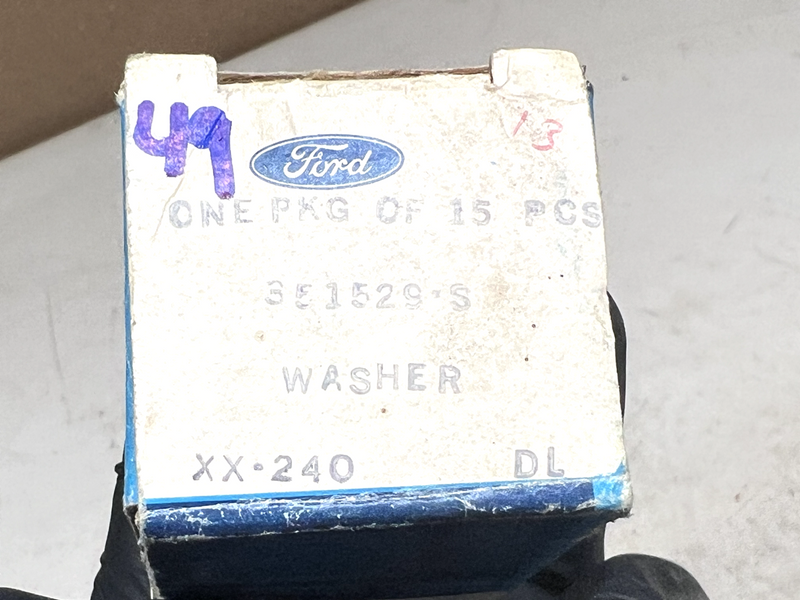 49
13
Ford
ONE PKG OF 15 PCS
351529-S
WASHER
XX-240 DL